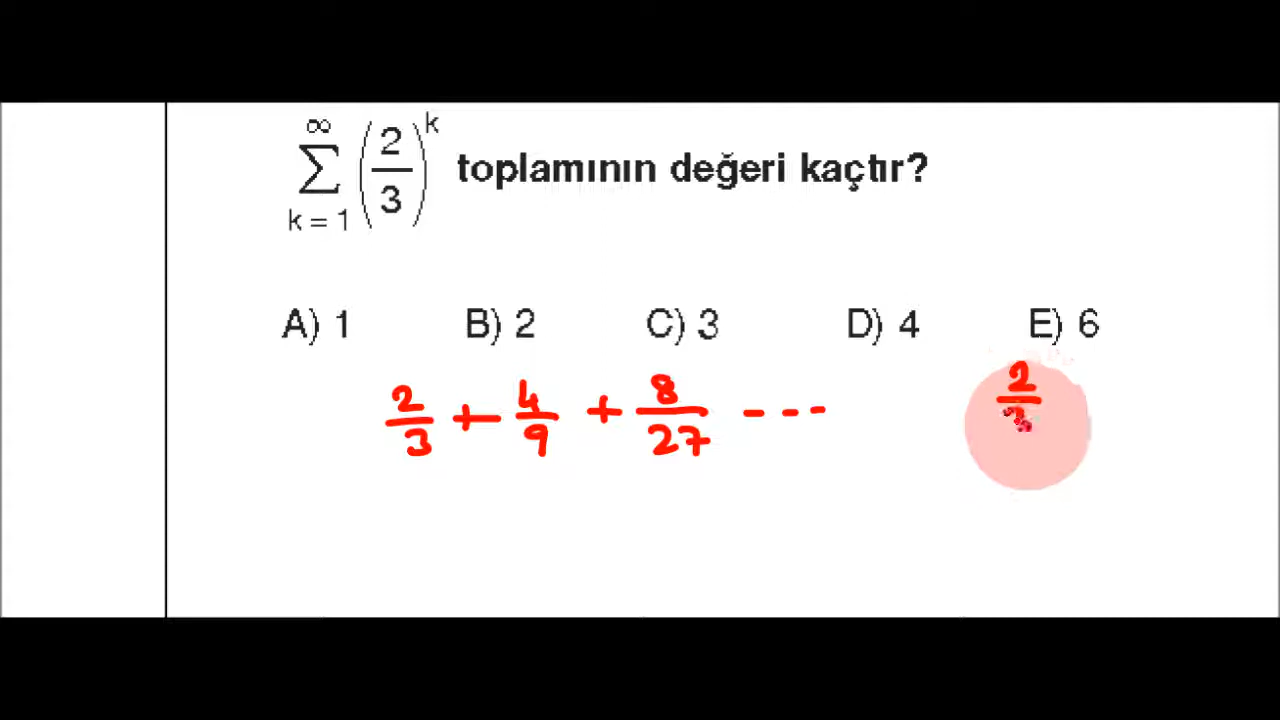 ∞
∑ (2/3)^k toplamının değeri kaçtır?
k = 1
A) 1 B) 2 C) 3 D) 4 E) 6
2/3 + 4/9 + 8/27 ---
2